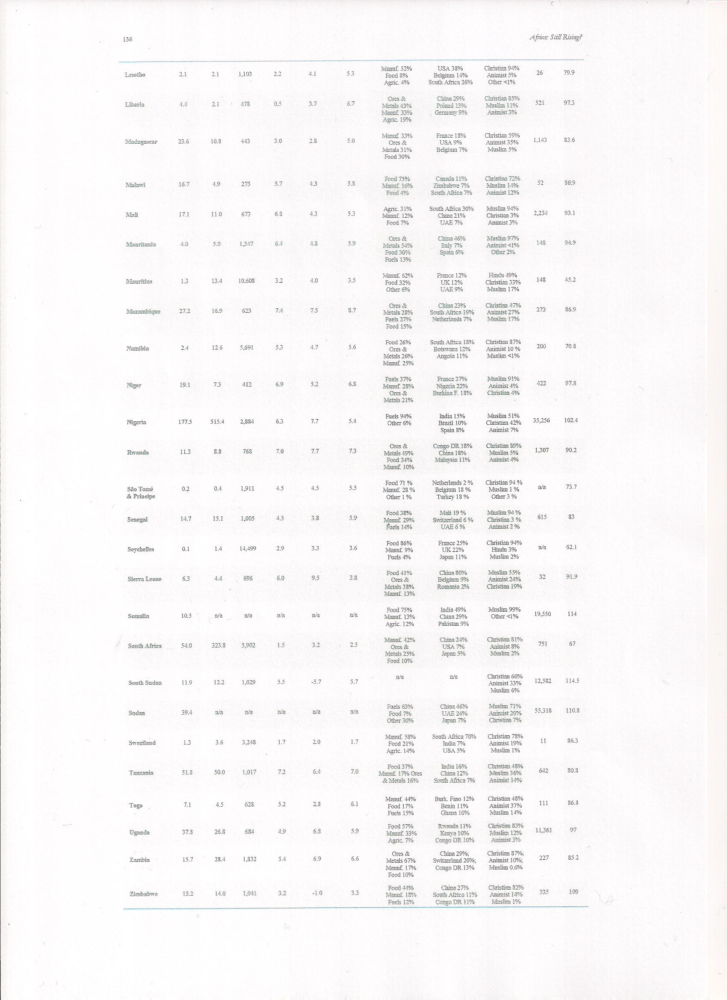 138
Africa: Still Rising?
Lesotho 2.1 2.1 1,103 2.2 4.1 5.3 Manuf. 52% USA 38% Christian 94% 26 79.9
Food 8% Belgium 14% Animist 5%
Agric. 4% South Africa 26% Other <1%
Liberia 4.4 2.1 478 0.5 3.7 6.7 Ores & China 29% Christian 85% 521 97.3
Metals 43% Poland 13% Muslim 11%
Manuf. 33% Germany 9% Animist 3%
Agric. 19%
Madagascar 23.6 10.8 443 3.0 2.8 5.0 Manuf. 33% France 18% Christian 59% 1,143 83.6
Ores & USA 9% Animist 35%
Metals 31% Belgium 7% Muslim 5%
Food 30%
Malawi 16.7 4.9 273 5.7 4.3 5.8 Food 75% Canada 11% Christian 72% 52 86.9
Manuf. 16% Zimbabwe 7% Muslim 14%
Food 4% South Africa 7% Animist 12%
Mali 17.1 11.0 673 6.8 4.3 5.3 Agric. 31% South Africa 30% Muslim 94% 2,234 93.1
Manuf. 12% China 21% Christian 3%
Food 7% UAE 7% Animist 3%
Mauritania 4.0 5.0 1,347 6.4 4.8 5.9 Ores & China 46% Muslim 97% 148 94.9
Metals 54% Italy 7% Animist <1%
Food 30% Spain 6% Other 2%
Fuels 13%
Mauritius 1.3 13.4 10,608 3.2 4.0 3.5 Manuf. 62% France 12% Hindu 49% 148 45.2
Food 32% UK 12% Christian 33%
Other 6% UAE 9% Muslim 17%
Mozambique 27.2 16.9 623 7.4 7.5 8.7 Ores & China 23% Christian 47% 273 86.9
Metals 28% South Africa 19% Animist 27%
Fuels 27% Netherlands 7% Muslim 17%
Food 15%
Namibia 2.4 12.6 5,691 5.3 4.7 5.6 Food 26% South Africa 18% Christian 87% 200 70.8
Ores & Botswana 12% Animist 10 %
Metals 26% Angola 11% Muslim <1%
Manuf. 25%
Niger 19.1 7.3 412 6.9 5.2 6.8 Fuels 37% France 37% Muslim 91% 422 97.8
Manuf. 28% Nigeria 22% Animist 4%
Ores & Burkina F. 18% Christian 4%
Metals 21%
Nigeria 177.5 515.4 2,884 6.3 7.7 5.4 Fuels 94% India 15% Muslim 51% 35,256 102.4
Other 6% Brazil 10% Christian 42%
Spain 8% Animist 7%
Rwanda 11.3 8.8 768 7.0 7.7 7.3 Ores & Congo DR 18% Christian 89% 1,307 90.2
Metals 49% China 18% Muslim 5%
Food 34% Malaysia 11% Animist 4%
Manuf. 10%
São Tomé 0.2 0.4 1,911 4.5 4.5 5.5 Food 71 % Netherlands 2 % Christian 94 % n/a 73.7
& Príncipe Manuf. 28 % Belgium 18 % Muslim 1 %
Other 1 % Turkey 18 % Other 3 %
Senegal 14.7 15.1 1,005 4.5 3.8 5.9 Food 38% Mali 19 % Muslim 94 % 615 83
Manuf. 29% Switzerland 6 % Christian 3 %
Fuels 14% UAE 6 % Animist 2 %
Seychelles 0.1 1.4 14,499 2.9 3.3 3.6 Food 86% France 25% Christian 94% n/a 62.1
Manuf. 9% UK 22% Hindu 3%
Fuels 4% Japan 11% Muslim 2%
Sierra Leone 6.3 4.4 696 6.0 9.5 3.8 Food 41% China 80% Muslim 55% 32 91.9
Ores & Belgium 9% Animist 24%
Metals 38% Romania 2% Christian 19%
Manuf. 13%
Somalia 10.5 n/a n/a n/a n/a n/a Food 75% India 49% Muslim 99% 19,550 114
Manuf. 13% China 29% Other <1%
Agric. 12% Pakistan 9%
South Africa 54.0 323.8 5,902 1.5 3.2 2.5 Manuf. 42% China 24% Christian 81% 751 67
Ores & USA 7% Animist 8%
Metals 25% Japan 5% Muslim 2%
Food 10%
South Sudan 11.9 12.2 1,029 5.5 -5.7 5.7 n/a n/a Christian 60% 12,582 114.5
Animist 33%
Muslim 6%
Sudan 39.4 n/a n/a n/a n/a n/a Fuels 63% China 46% Muslim 71% 55,318 110.8
Food 7% UAE 24% Animist 20%
Other 30% Japan 7% Christian 7%
Swaziland 1.3 3.6 3,248 1.7 2.0 1.7 Manuf. 58% South Africa 70% Christian 78% 11 86.3
Food 21% India 7% Animist 19%
Agric. 14% USA 5% Muslim 1%
Tanzania 51.8 50.0 1,017 7.2 6.4 7.0 Food 37% India 16% Christian 48% 642 80.8
Manuf. 17% Ores China 12% Muslim 36%
& Metals 16% South Africa 7% Animist 14%
Togo 7.1 4.5 628 5.2 2.8 6.1 Manuf. 44% Burk. Faso 12% Christian 48% 111 86.8
Food 17% Benin 11% Animist 37%
Fuels 15% Ghana 10% Muslim 14%
Uganda 37.8 26.8 684 4.9 6.8 5.9 Food 57% Rwanda 11% Christian 83% 11,361 97
Manuf. 33% Kenya 10% Muslim 12%
Agric. 7% Congo DR 10% Animist 3%
Zambia 15.7 28.4 1,832 5.4 6.9 6.6 Ores & China 29%; Christian 87%; 227 85.2
Metals 67% Switzerland 20%; Animist 10%;
Manuf. 17% Congo DR 13% Muslim 0.6%
Food 10%
Zimbabwe 15.2 14.0 1,041 3.2 -1.0 3.3 Food 44% China 27% Christian 82% 335 100
Manuf. 18% South Africa 11% Animist 14%
Fuels 12% Congo DR 11% Muslim 1%